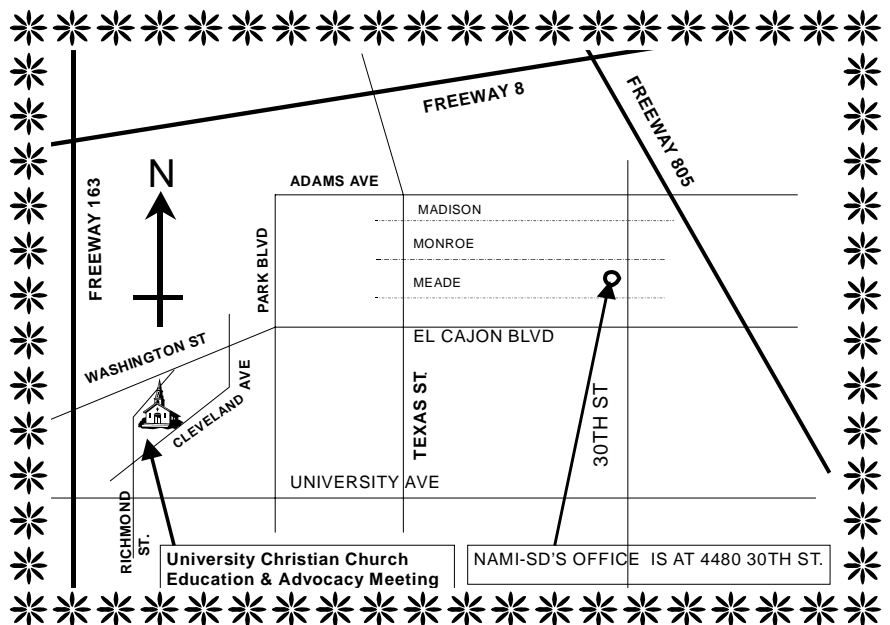 FREEWAY 8
FREEWAY 805
FREEWAY 163
N
ADAMS AVE
MADISON
MONROE
MEADE
PARK BLVD
EL CAJON BLVD
WASHINGTON ST
CLEVELAND AVE
TEXAS ST.
30TH ST
UNIVERSITY AVE
RICHMOND
ST.
University Christian Church
Education & Advocacy Meeting
NAMI-SD'S OFFICE IS AT 4480 30TH ST.